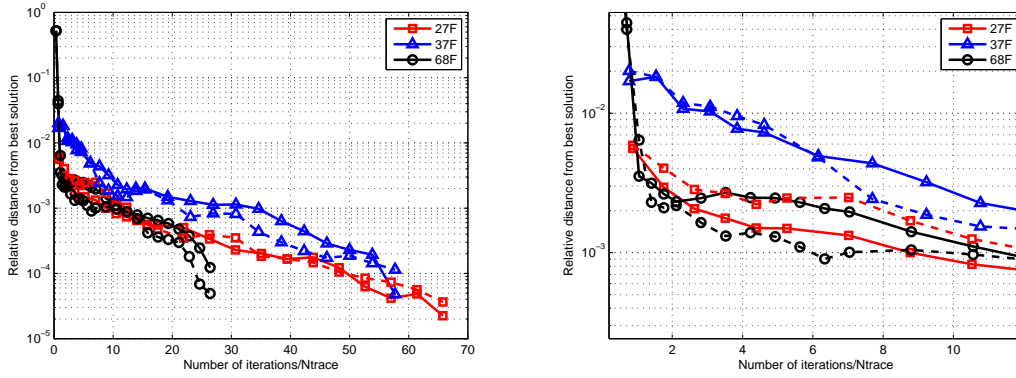 Relative distance from best solution
10^0
10^-1
10^-2
10^-3
10^-4
10^-5
0 10 20 30 40 50 60 70
Number of iterations/Ntrace
27F
37F
68F
Relative distance from best solution
10^-2
10^-3
2 4 6 8 10
Number of iterations/Ntrace
27F
37F
68F